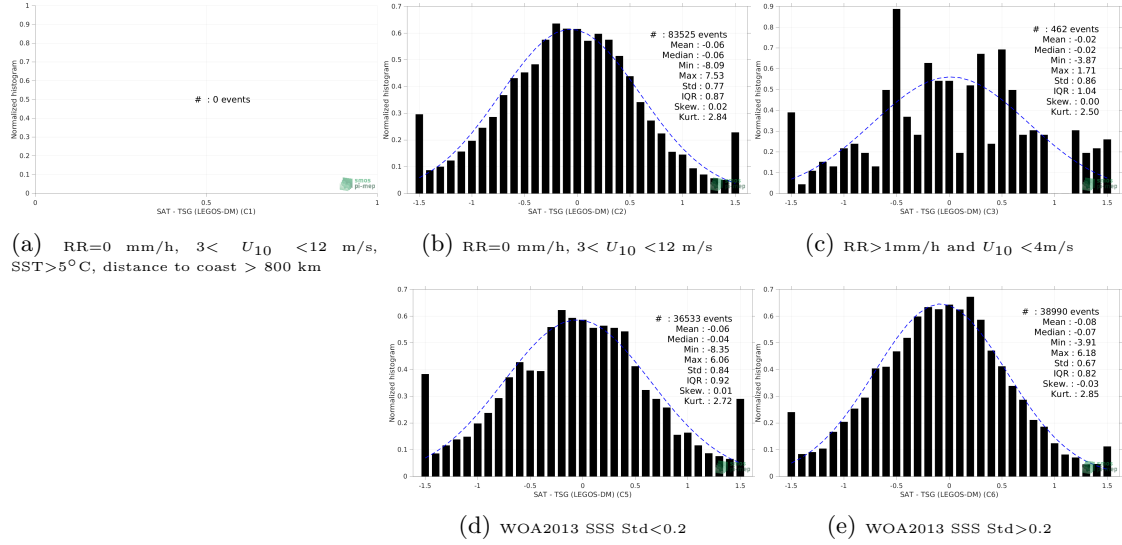 1
0.9
0.8
0.7
0.6
0.5
0.4
0.3
0.2
0.1
0
0
0.5
1
Normalized histogram
# : 0 events
SAT - TSG (LEGOS-DM) (C1)
smos
pi-mep
(a) RR=0 mm/h, 3< U10 <12 m/s,
SST>5°C, distance to coast > 800 km
0.7
0.6
0.5
0.4
0.3
0.2
0.1
0
-1.5
-1
-0.5
0
0.5
1
1.5
Normalized histogram
# : 83525 events
Mean : -0.06
Median : -0.06
Min : -8.09
Max : 7.53
Std : 0.77
IQR : 0.87
Skew. : 0.02
Kurt. : 2.84
SAT - TSG (LEGOS-DM) (C2)
pi-mep
(b) RR=0 mm/h, 3< U10 <12 m/s
0.9
0.8
0.7
0.6
0.5
0.4
0.3
0.2
0.1
0
-1.5
-1
-0.5
0
0.5
1
1.5
Normalized histogram
# : 462 events
Mean : -0.02
Median : -0.02
Min : -3.87
Max : 1.71
Std : 0.86
IQR : 1.04
Skew. : 0.00
Kurt. : 2.50
SAT - TSG (LEGOS-DM) (C3)
(c) RR>1mm/h and U10 <4m/s
0.7
0.6
0.5
0.4
0.3
0.2
0.1
0
-1.5
-1
-0.5
0
0.5
1
1.5
Normalized histogram
# : 36533 events
Mean : -0.06
Median : -0.04
Min : -8.35
Max : 6.06
Std : 0.84
IQR : 0.92
Skew. : 0.01
Kurt. : 2.72
SAT - TSG (LEGOS-DM) (C5)
(d) WOA2013 SSS Std<0.2
0.7
0.6
0.5
0.4
0.3
0.2
0.1
0
-1.5
-1
-0.5
0
0.5
1
1.5
Normalized histogram
# : 38990 events
Mean : -0.08
Median : -0.07
Min : -3.91
Max : 6.18
Std : 0.67
IQR : 0.82
Skew. : -0.03
Kurt. : 2.85
SAT - TSG (LEGOS-DM) (C6)
(e) WOA2013 SSS Std>0.2